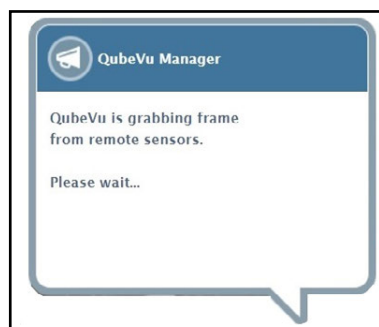 QubeVu Manager
QubeVu is grabbing frame
from remote sensors.
Please wait...